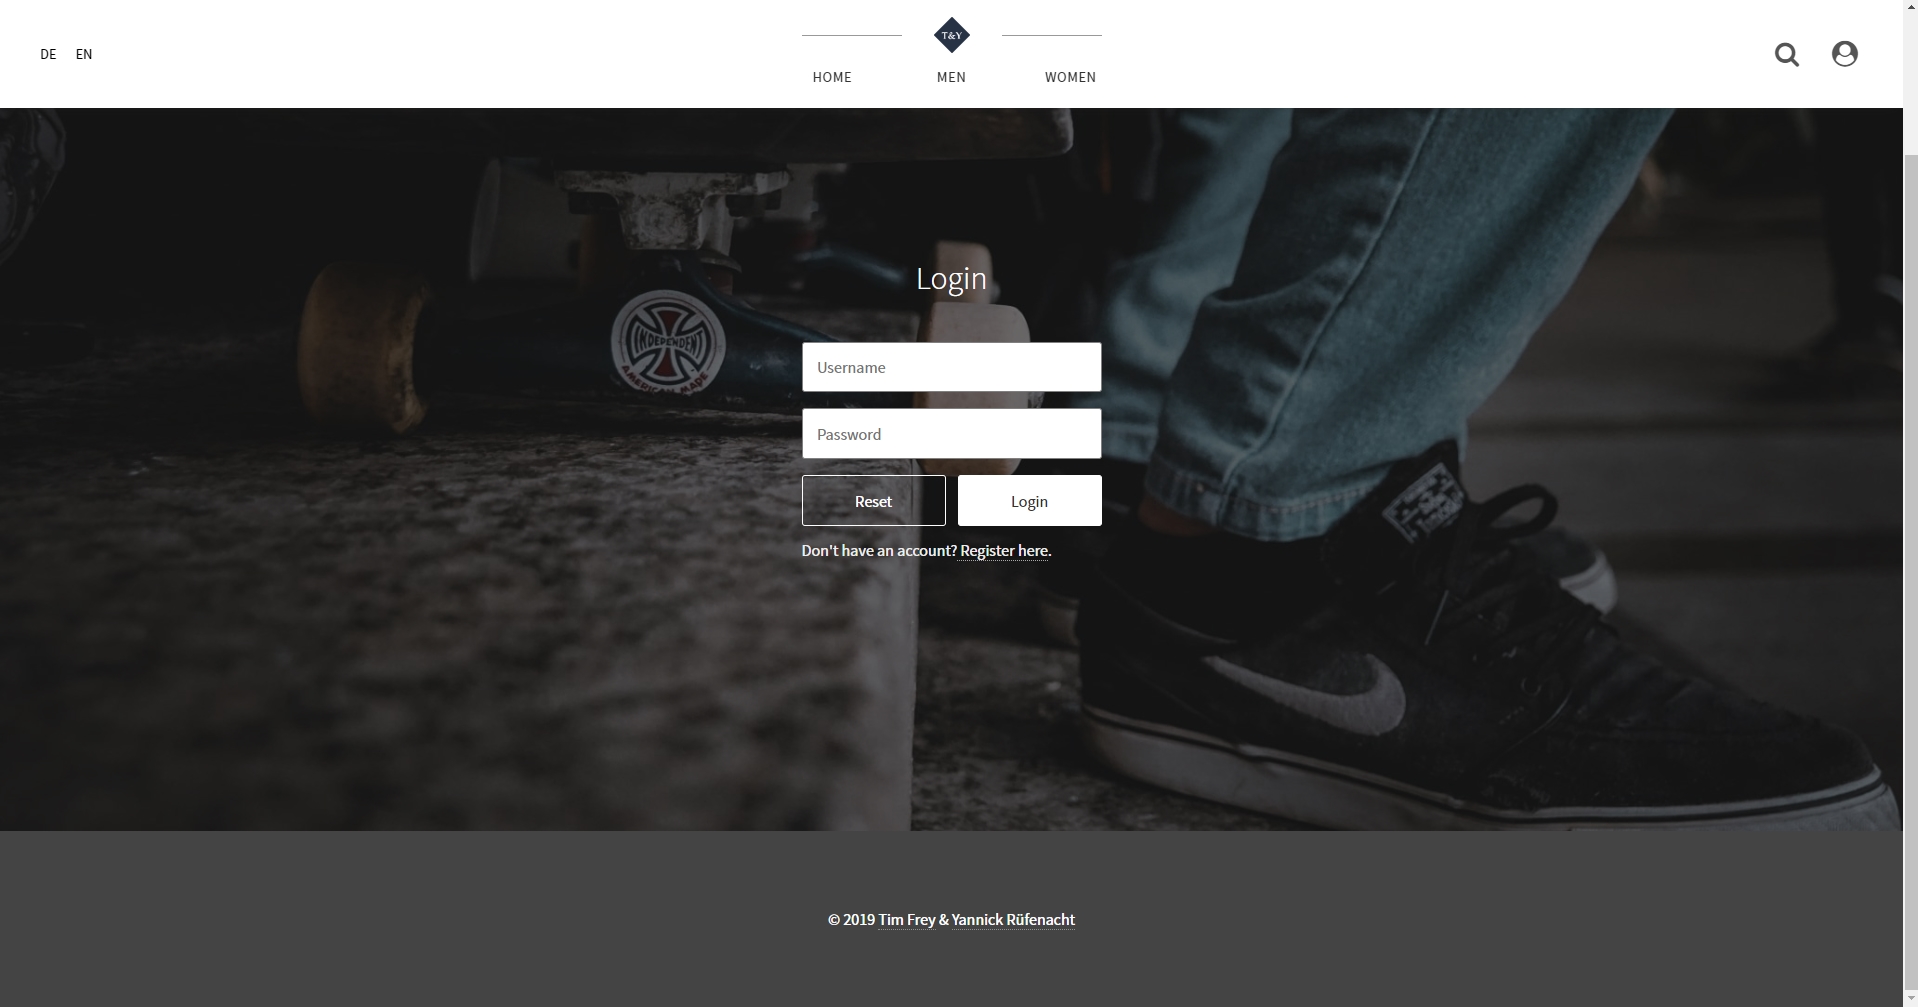 DE EN
T&Y
HOME MEN WOMEN
Login
INDEPENDENT
AMERICAN MADE
Username
Password
Reset Login
Don't have an account? Register here.
© 2019 Tim Frey & Yannick Rüfenacht